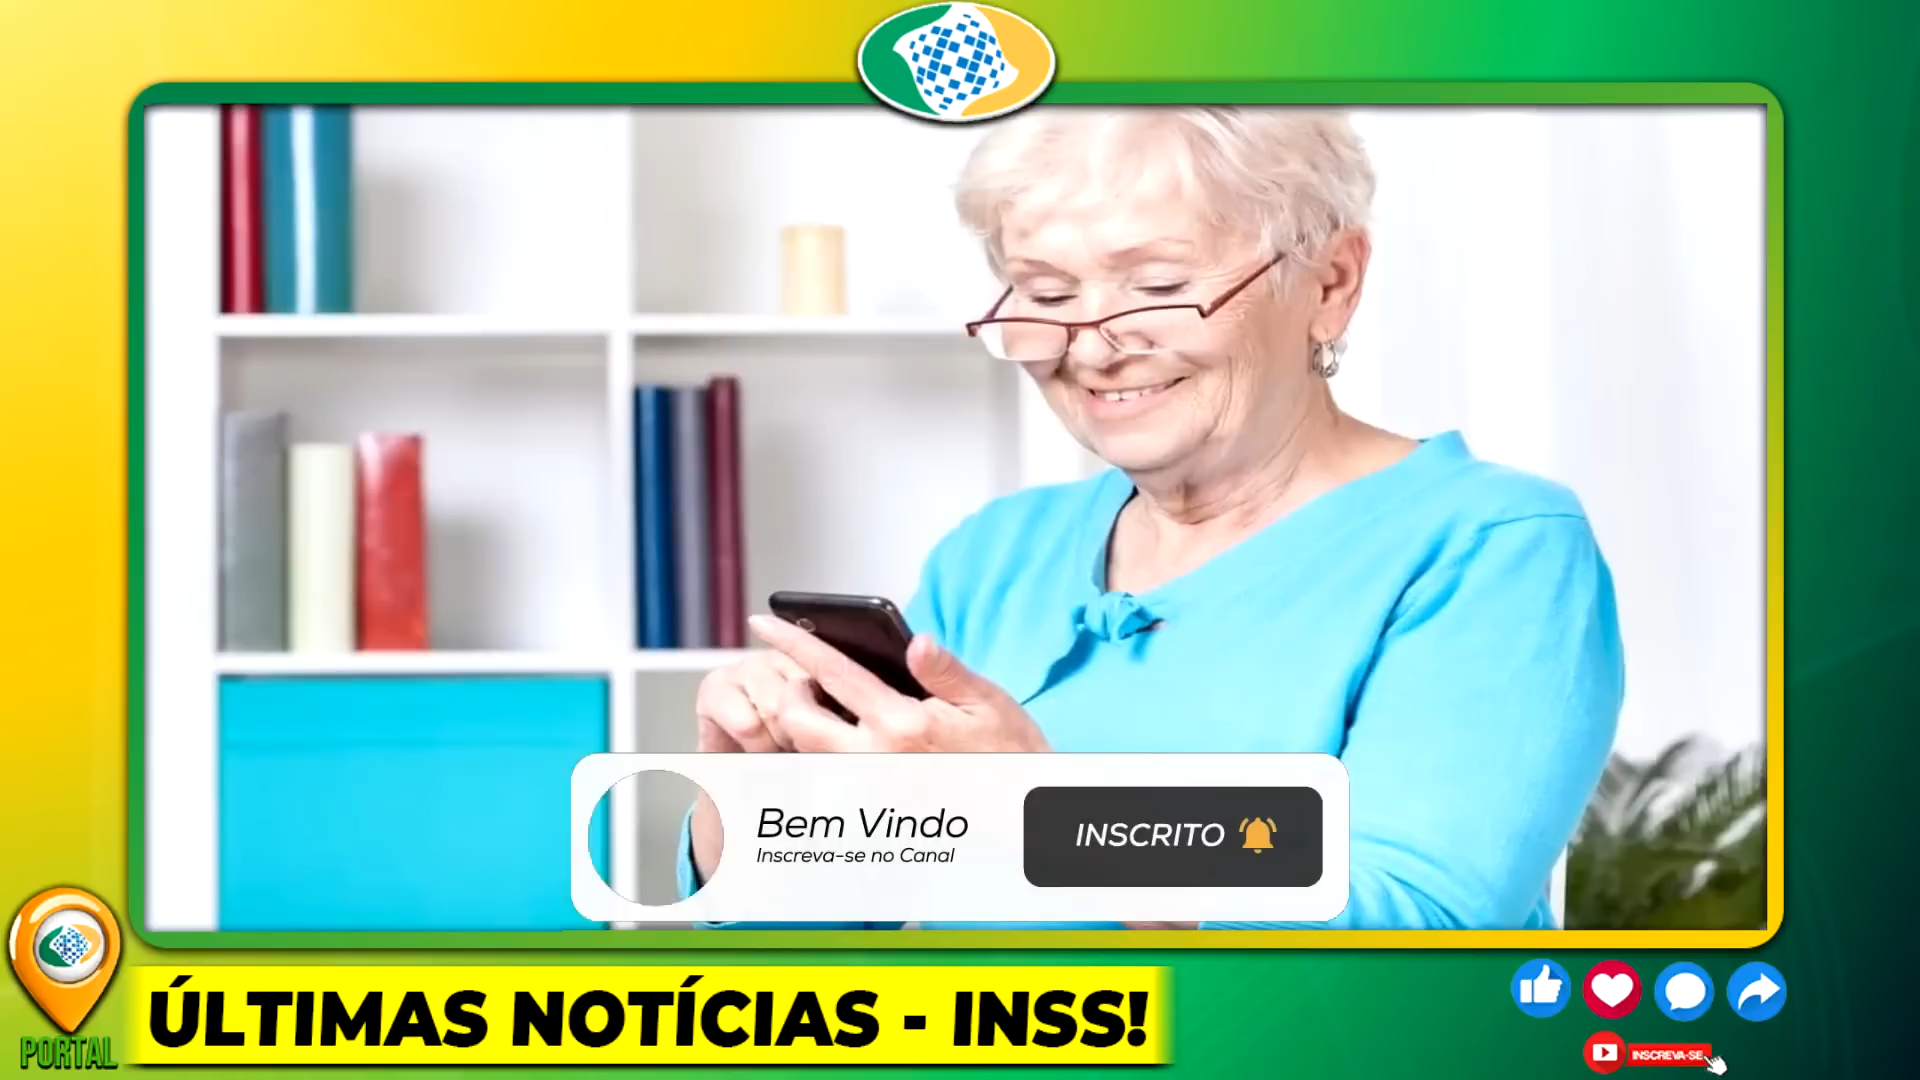 Bem Vindo
Inscreva-se no Canal
INSCRITO
ÚLTIMAS NOTÍCIAS - INSS!
PORTAL
INSCREVA-SE